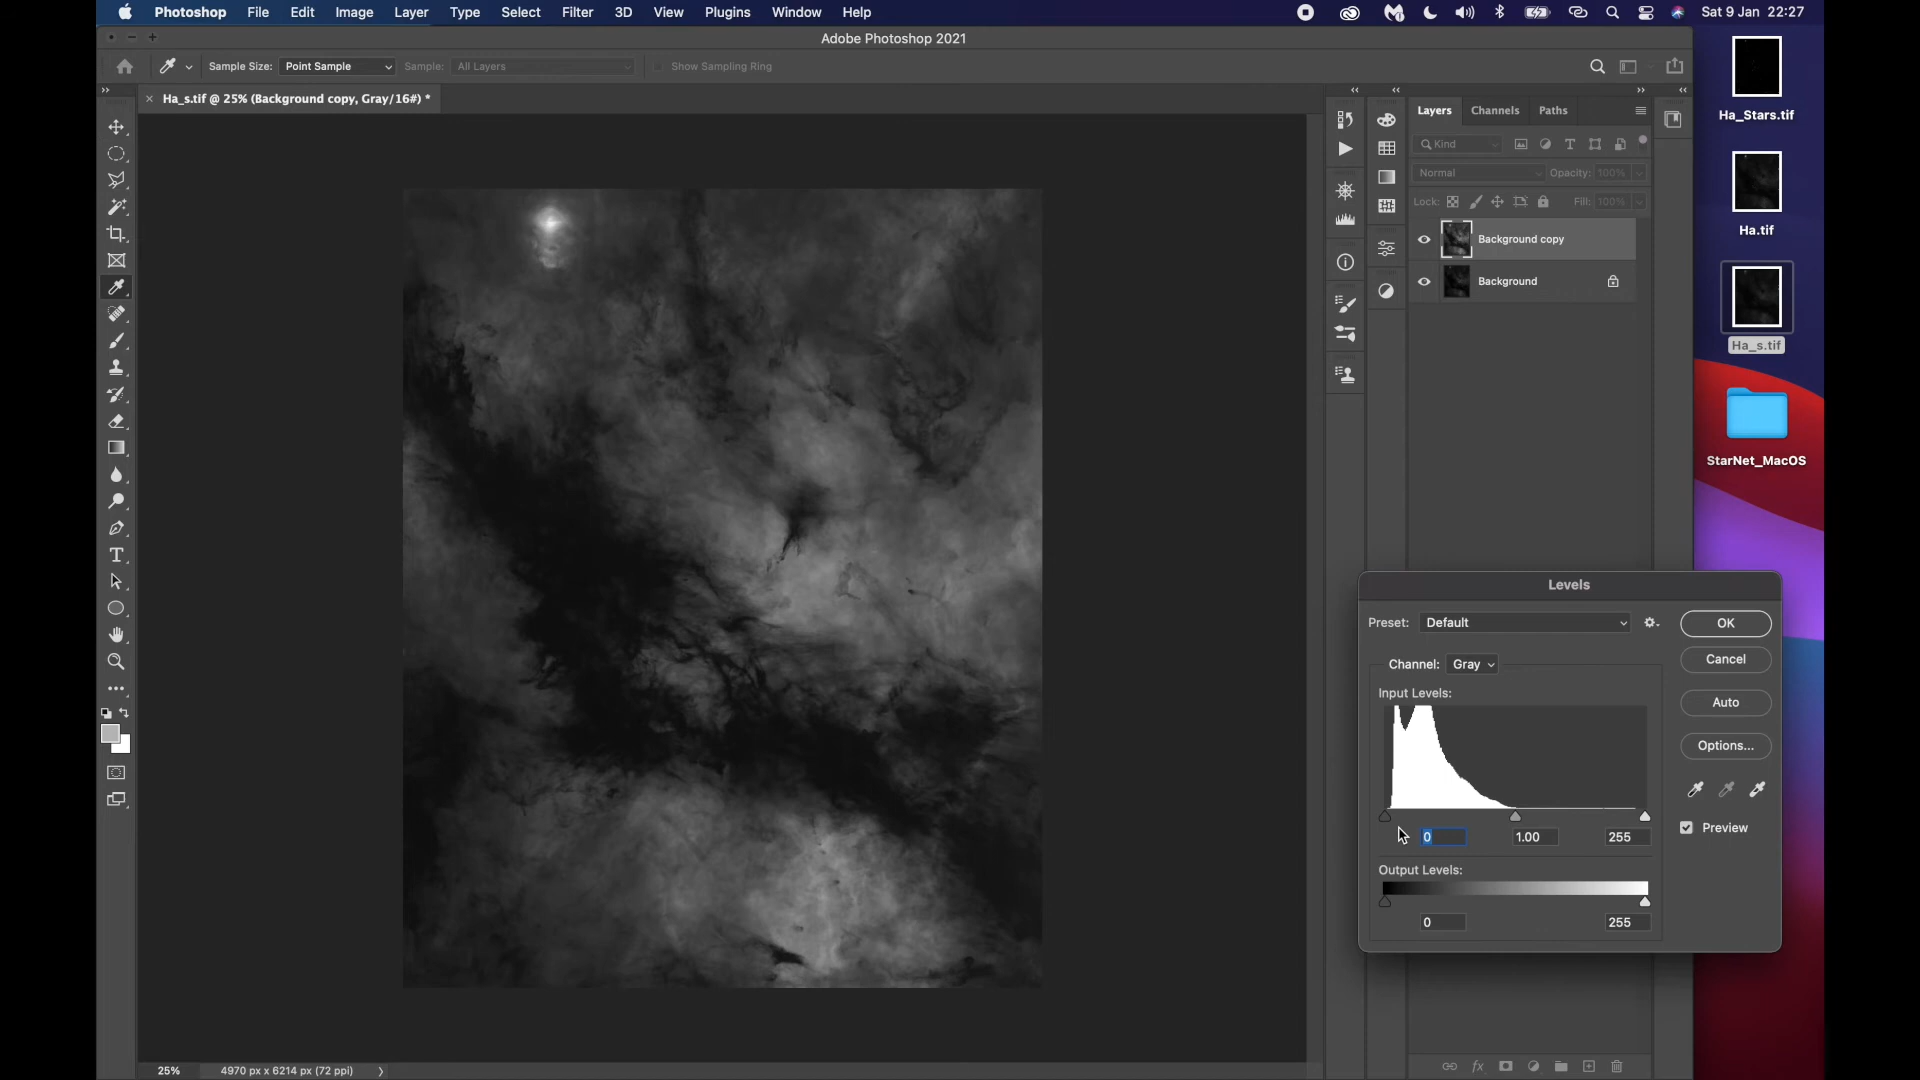 Photoshop File Edit Image Layer Type Select Filter 3D View Plugins Window Help Sat 9 Jan 22:27
Adobe Photoshop 2021
Sample Size: Point Sample Sample: All Layers Show Sampling Ring
Ha_s.tif @ 25% (Background copy, Gray/16#) *
Layers Channels Paths
Kind
Normal Opacity: 100%
Lock: Fill: 100%
Background copy
Background
Ha_Stars.tif
Ha.tif
Ha_s.tif
StarNet_MacOS
Levels
Preset: Default OK
Cancel
Channel: Gray
Input Levels:
Auto
Options...
0 1.00 255
Preview
Output Levels:
0 255
25% 4970 px x 6214 px (72 ppi)